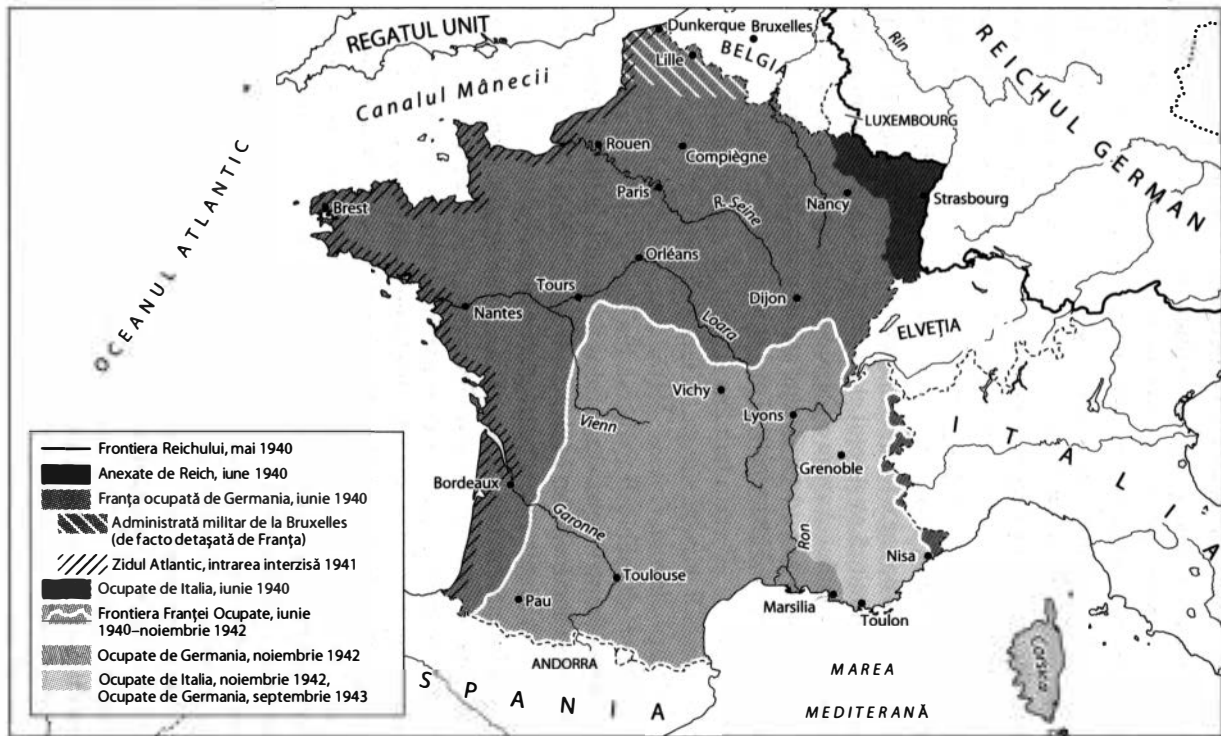 REGATUL UNIT
Dunkerque Bruxelles
Lille
BELGIA
Rin
REICHUL GERMAN
Canalul Mânecii
LUXEMBOURG
Rouen
Compiègne
Paris
R. Seine
Nancy
Strasbourg
Brest
OCEANUL ATLANTIC
Orléans
Tours
Dijon
Nantes
Loara
ELVEȚIA
Vichy
Lyons
Vienn
ITALIA
Grenoble
Bordeaux
Garonne
Ron
Nisa
Toulouse
Pau
Marsilia
Toulon
ANDORRA
SPANIA
MAREA
MEDITERANĂ
Corsica
Frontiera Reichului, mai 1940
Anexate de Reich, iune 1940
Franța ocupată de Germania, iunie 1940
Administrată militar de la Bruxelles
(de facto detașată de Franța)
Zidul Atlantic, intrarea interzisă 1941
Ocupate de Italia, iunie 1940
Frontiera Franței Ocupate, iunie
1940–noiembrie 1942
Ocupate de Germania, noiembrie 1942
Ocupate de Italia, noiembrie 1942,
Ocupate de Germania, septembrie 1943